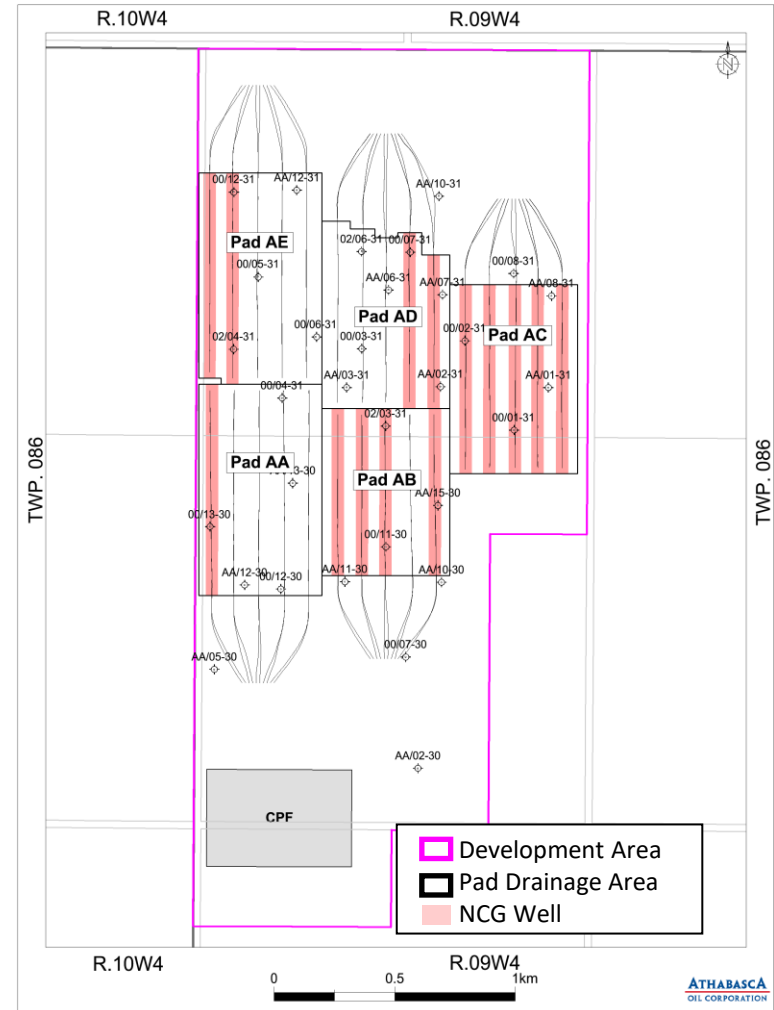 R.10W4
R.09W4
N
AA/10-31
00/12-31
AA/12-31
Pad AE
02/06-31
00/07-31
00/08-31
00/05-31
AA/06-31
AA/07-31
AA/08-31
Pad AD
00/06-31
00/02-31
Pad AC
02/04-31
00/03-31
AA/03-31
AA/02-31
AA/01-31
00/04-31
02/03-31
00/01-31
TWP. 086
TWP. 086
Pad AA
3-30
Pad AB
AA/15-30
00/13-30
00/11-30
AA/12-30
00/12-30
AA/11-30
AA/10-30
AA/05-30
00/07-30
AA/02-30
CPF
Development Area
Pad Drainage Area
NCG Well
R.10W4
R.09W4
0 0.5 1km
ATHABASCA
OIL CORPORATION